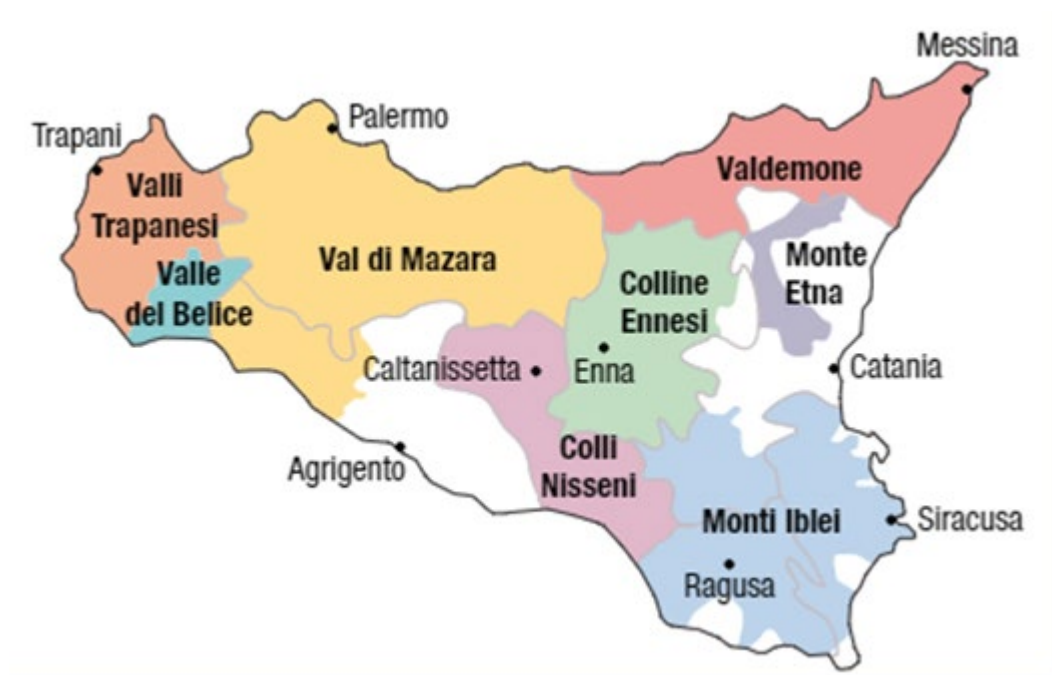 Messina
Palermo
Trapani
Valdemone
Valli
Trapanesi
Val di Mazara
Monte
Etna
Valle
del Belice
Colline
Ennesi
Caltanissetta
Enna
Catania
Agrigento
Colli
Nisseni
Monti Iblei
Siracusa
Ragusa